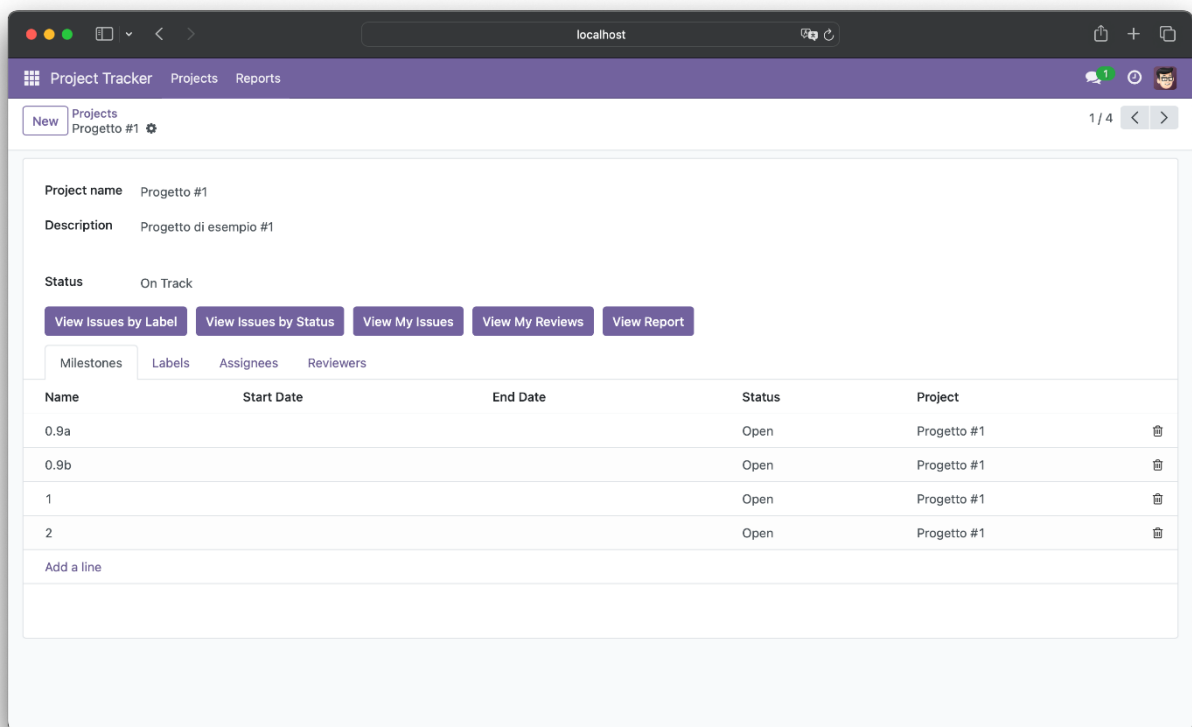 localhost
Project Tracker Projects Reports 1
New Projects 1 / 4
Progetto #1
Project name Progetto #1
Description Progetto di esempio #1
Status On Track
View Issues by Label View Issues by Status View My Issues View My Reviews View Report
Milestones Labels Assignees Reviewers
Name Start Date End Date Status Project
0.9a Open Progetto #1
0.9b Open Progetto #1
1 Open Progetto #1
2 Open Progetto #1
Add a line